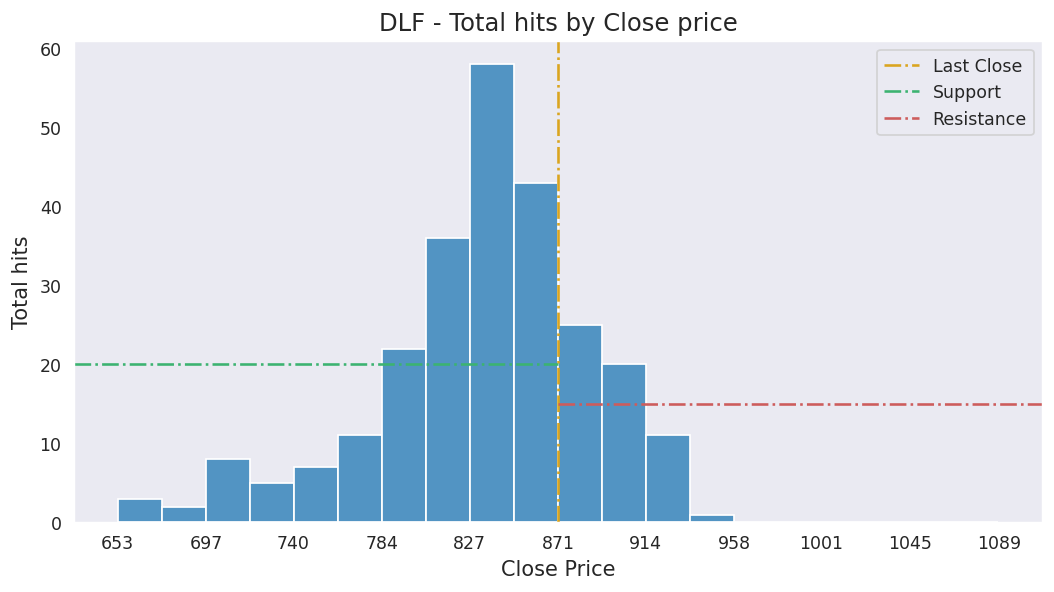 DLF - Total hits by Close price
Last Close
Support
Resistance
Total hits
60
50
40
30
20
10
0
653 697 740 784 827 871 914 958 1001 1045 1089
Close Price